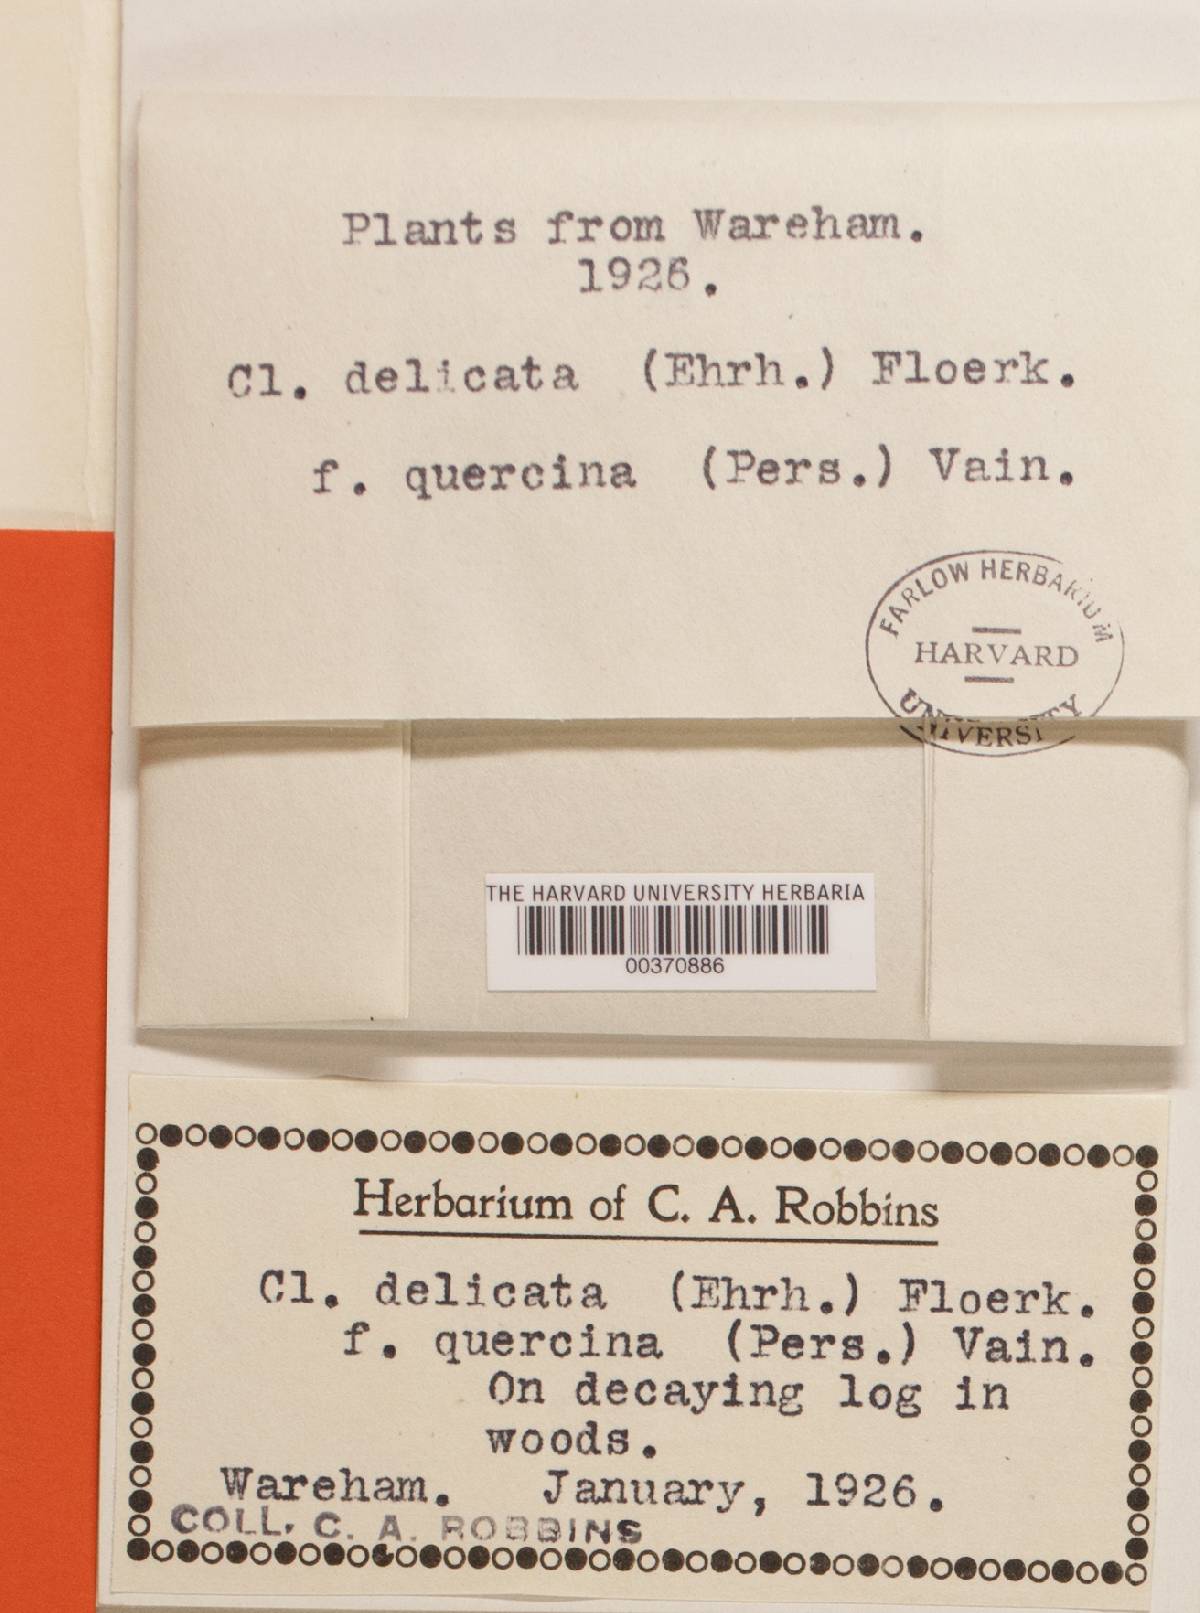 Plants from Wareham.
1926.
Cl. delicata (Ehrh.) Floerk.
f. quercina (Pers.) Vain.
FARLOW HERBARIUM
HARVARD
UNIVERSITY
THE HARVARD UNIVERSITY HERBARIA
00370886
Herbarium of C. A. Robbins
Cl. delicata (Ehrh.) Floerk.
f. quercina (Pers.) Vain.
On decaying log in
woods.
Wareham. January, 1926.
COLL. C. A. ROBBINS